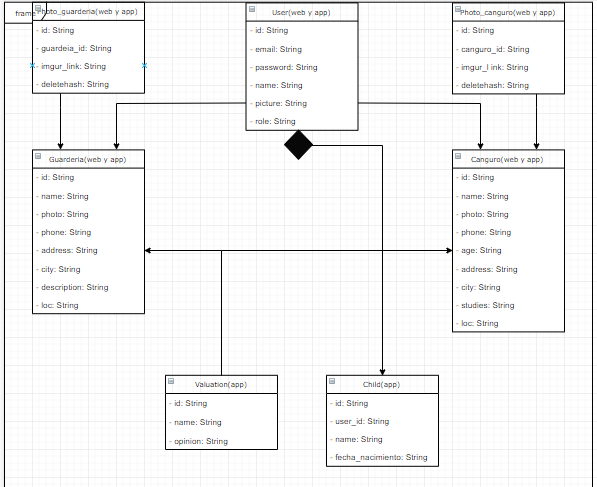 frame
Photo_guarderia(web y app)
- id: String
- guardeia_id: String
- imgur_link: String
- deletehash: String
User(web y app)
- id: String
- email: String
- password: String
- name: String
- picture: String
- role: String
Photo_canguro(web y app)
- id: String
- canguro_id: String
- imgur_l ink: String
- deletehash: String
Guarderia(web y app)
- id: String
- name: String
- photo: String
- phone: String
- address: String
- city: String
- description: String
- loc: String
Canguro(web y app)
- id: String
- name: String
- photo: String
- phone: String
- age: String
- address: String
- city: String
- studies: String
- loc: String
Valuation(app)
- id: String
- name: String
- opinion: String
Child(app)
- id: String
- user_id: String
- name: String
- fecha_nacimiento: String